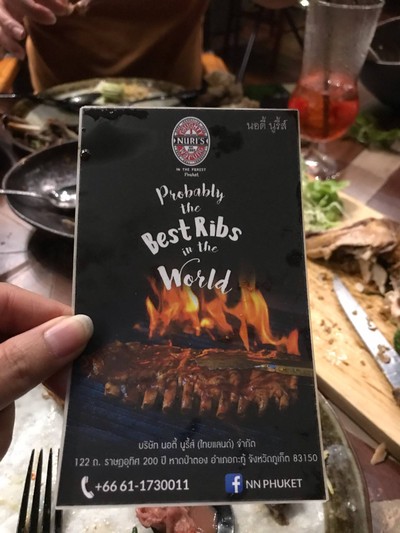 นอตี้ นูรี้ส์
NURI'S
IN THE FOREST
Phuket
Probably
the
Best Ribs
in the
World
บริษัท นอตี้ นูรี้ส์ (ไทยแลนด์) จำกัด
122 ถ. ราษฎอุทิศ 200 ปี หาดป่าตอง อำเภอกะทู้ จังหวัดภูเก็ต 83150
+66 61-1730011
NN PHUKET